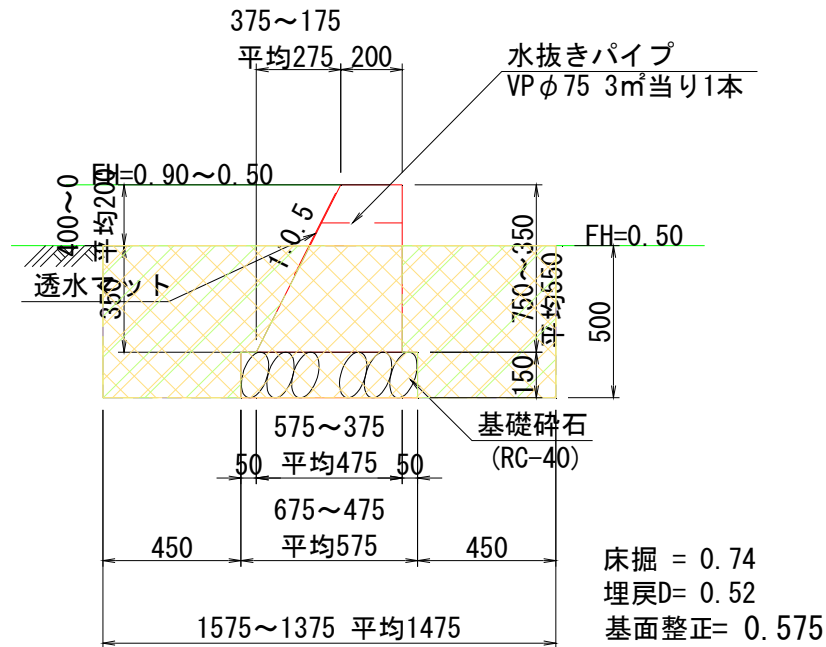 375～175
平均275
200
水抜きパイプ
VPφ75 3㎡当り1本
FH=0.90～0.50
400～0
平均200
1:0.5
FH=0.50
透水マット
350
750～350
平均550
500
150
基礎砕石
(RC-40)
575～375
50
平均475
50
675～475
平均575
450
450
1575～1375 平均1475
床掘 = 0.74
埋戻D= 0.52
基面整正= 0.575